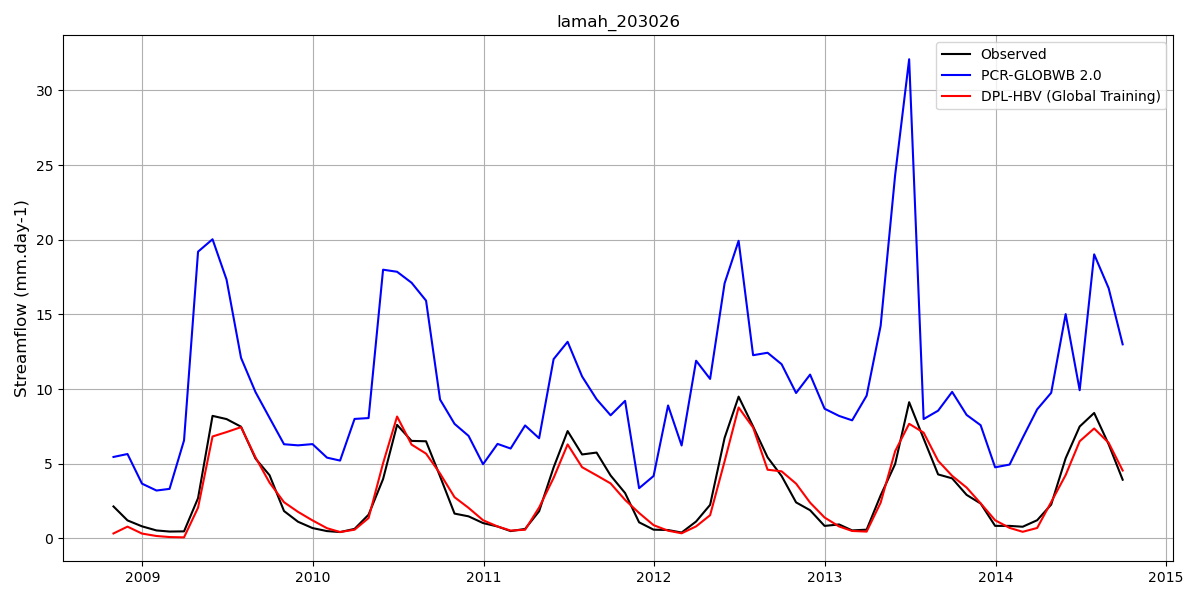 lamah_203026
Observed
PCR-GLOBWB 2.0
DPL-HBV (Global Training)
Streamflow (mm.day-1)
30
25
20
15
10
5
0
2009 2010 2011 2012 2013 2014 2015